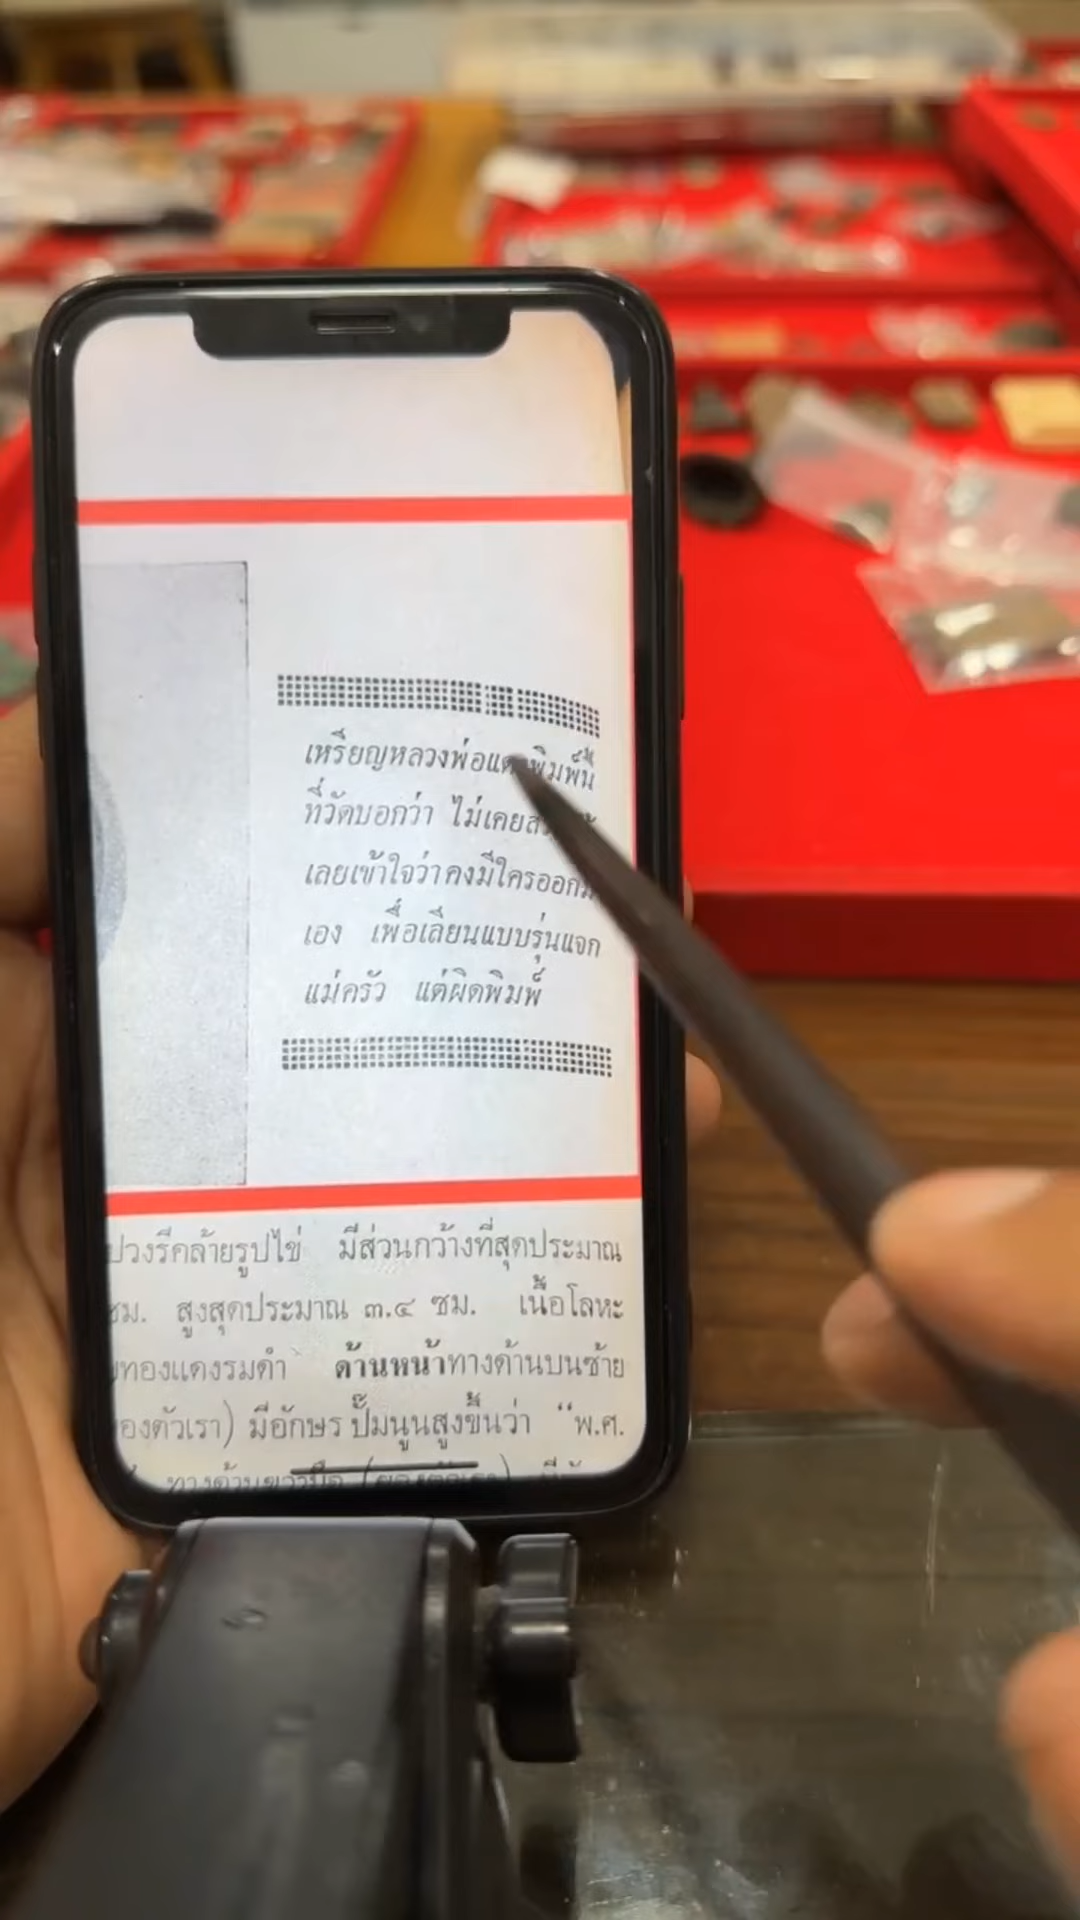 เหรียญหลวงพ่อแดงพิมพ์นี้
ที่วัดบอกว่า ไม่เคย
เลยเข้าใจว่าคงมีใครออก
เอง เพื่อเลียนแบบรุ่นแจก
แม่ครัว แต่ผิดพิมพ์
ปวงรีคล้ายรูปไข่ มีส่วนกว้างที่สุดประมาณ
ซม. สูงสุดประมาณ ๓.๔ ซม. เนื้อโลหะ
ทองแดงรมดำ ด้านหน้าทางด้านบนซ้าย
ของตัวเรา) มีอักษร ปั๊มนูนสูงขึ้นว่า “พ.ศ.